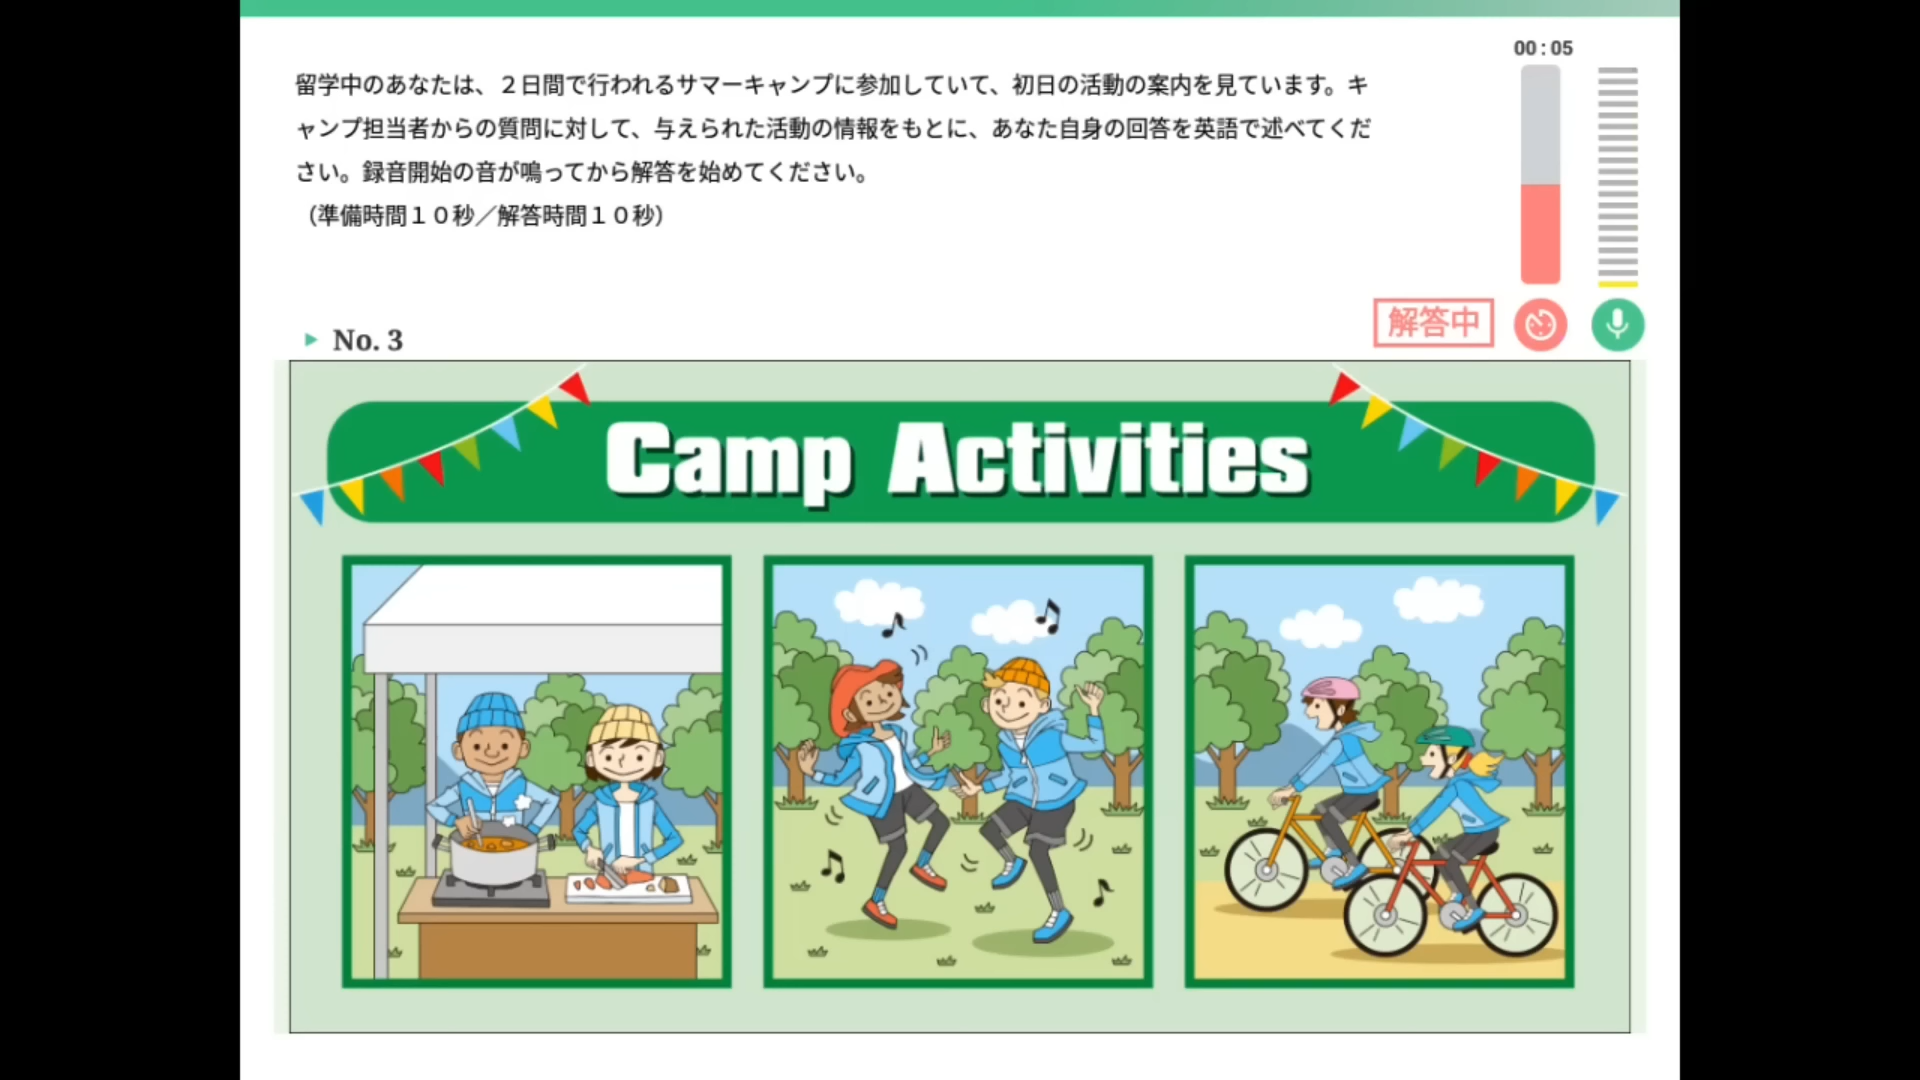 00:05
留学中のあなたは、２日間で行われるサマーキャンプに参加していて、初日の活動の案内を見ています。キ
ャンプ担当者からの質問に対して、与えられた活動の情報をもとに、あなた自身の回答を英語で述べてくだ
さい。録音開始の音が鳴ってから解答を始めてください。
（準備時間１０秒／解答時間１０秒）
解答中
No. 3
Camp Activities